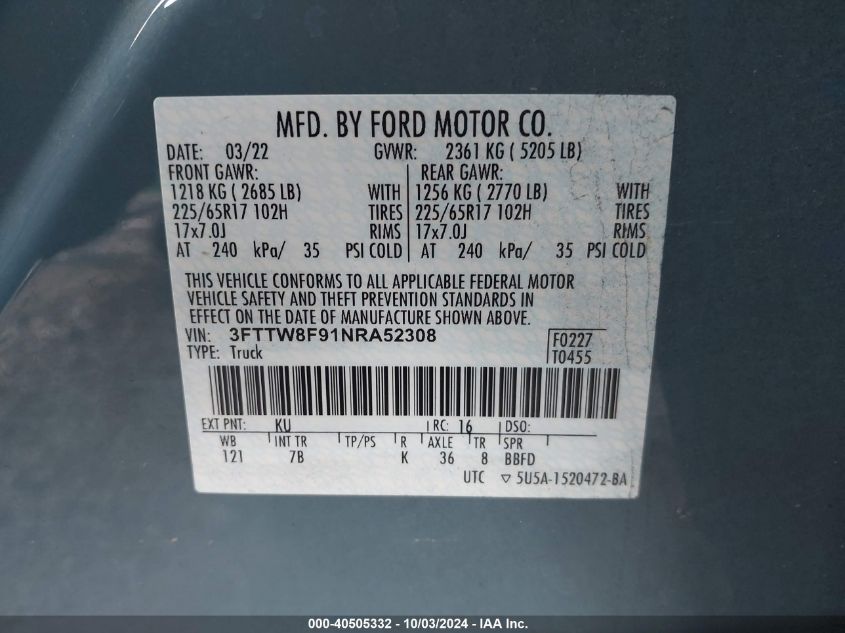 MFD. BY FORD MOTOR CO.
DATE: 03/22 GVWR: 2361 KG ( 5205 LB)
FRONT GAWR: REAR GAWR:
1218 KG ( 2685 LB) WITH 1256 KG ( 2770 LB) WITH
225/65R17 102H TIRES 225/65R17 102H TIRES
17x7.0J RIMS 17x7.0J RIMS
AT 240 kPa/ 35 PSI COLD AT 240 kPa/ 35 PSI COLD
THIS VEHICLE CONFORMS TO ALL APPLICABLE FEDERAL MOTOR
VEHICLE SAFETY AND THEFT PREVENTION STANDARDS IN
EFFECT ON THE DATE OF MANUFACTURE SHOWN ABOVE.
VIN: 3FTTW8F91NRA52308 F0227
TYPE: Truck T0455
EXT PNT: KU RC: 16 DSO:
WB INT TR TP/PS R AXLE TR SPR
121 7B K 36 8 BBFD
UTC ▽ 5U5A-1520472-BA
000-40505332 - 10/03/2024 - IAA Inc.